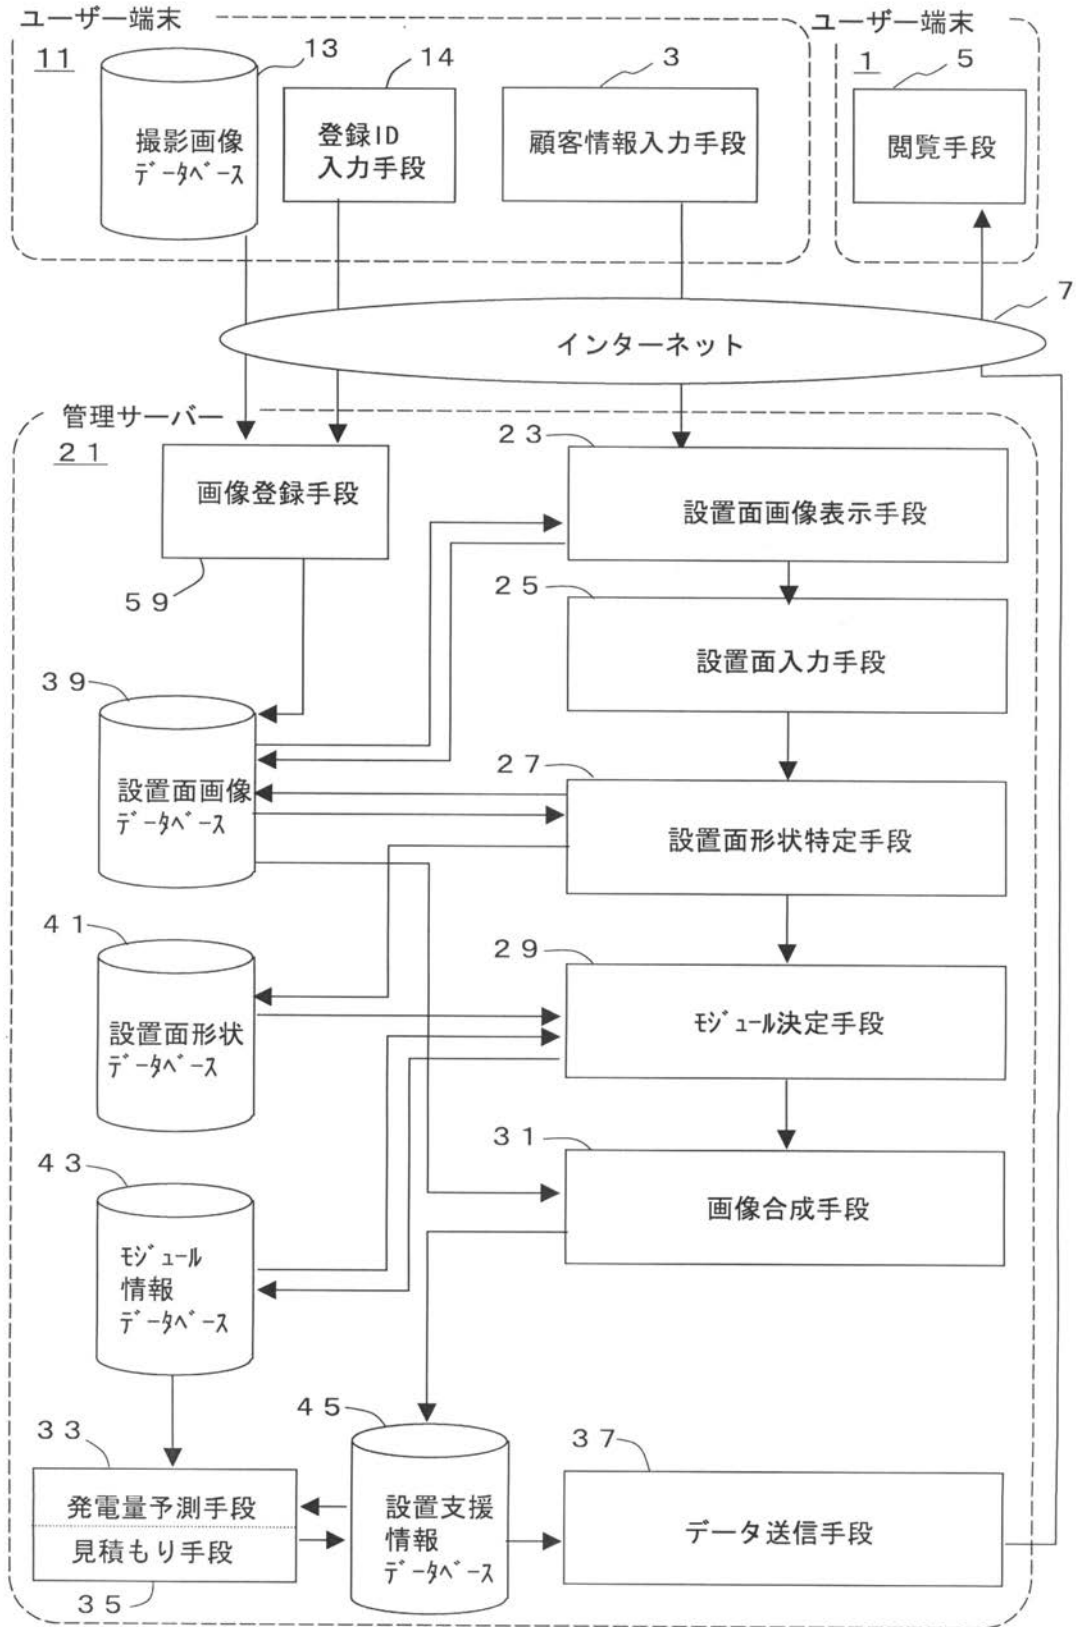 ユーザー端末
11
13
撮影画像
データベース
14
登録ID
入力手段
3
顧客情報入力手段
ユーザー端末
1
5
閲覧手段
7
インターネット
管理サーバー
21
画像登録手段
59
23
設置面画像表示手段
25
設置面入力手段
39
設置面画像
データベース
27
設置面形状特定手段
41
設置面形状
データベース
29
モジュール決定手段
43
モジュール
情報
データベース
31
画像合成手段
33
発電量予測手段
見積もり手段
35
45
設置支援
情報
データベース
37
データ送信手段